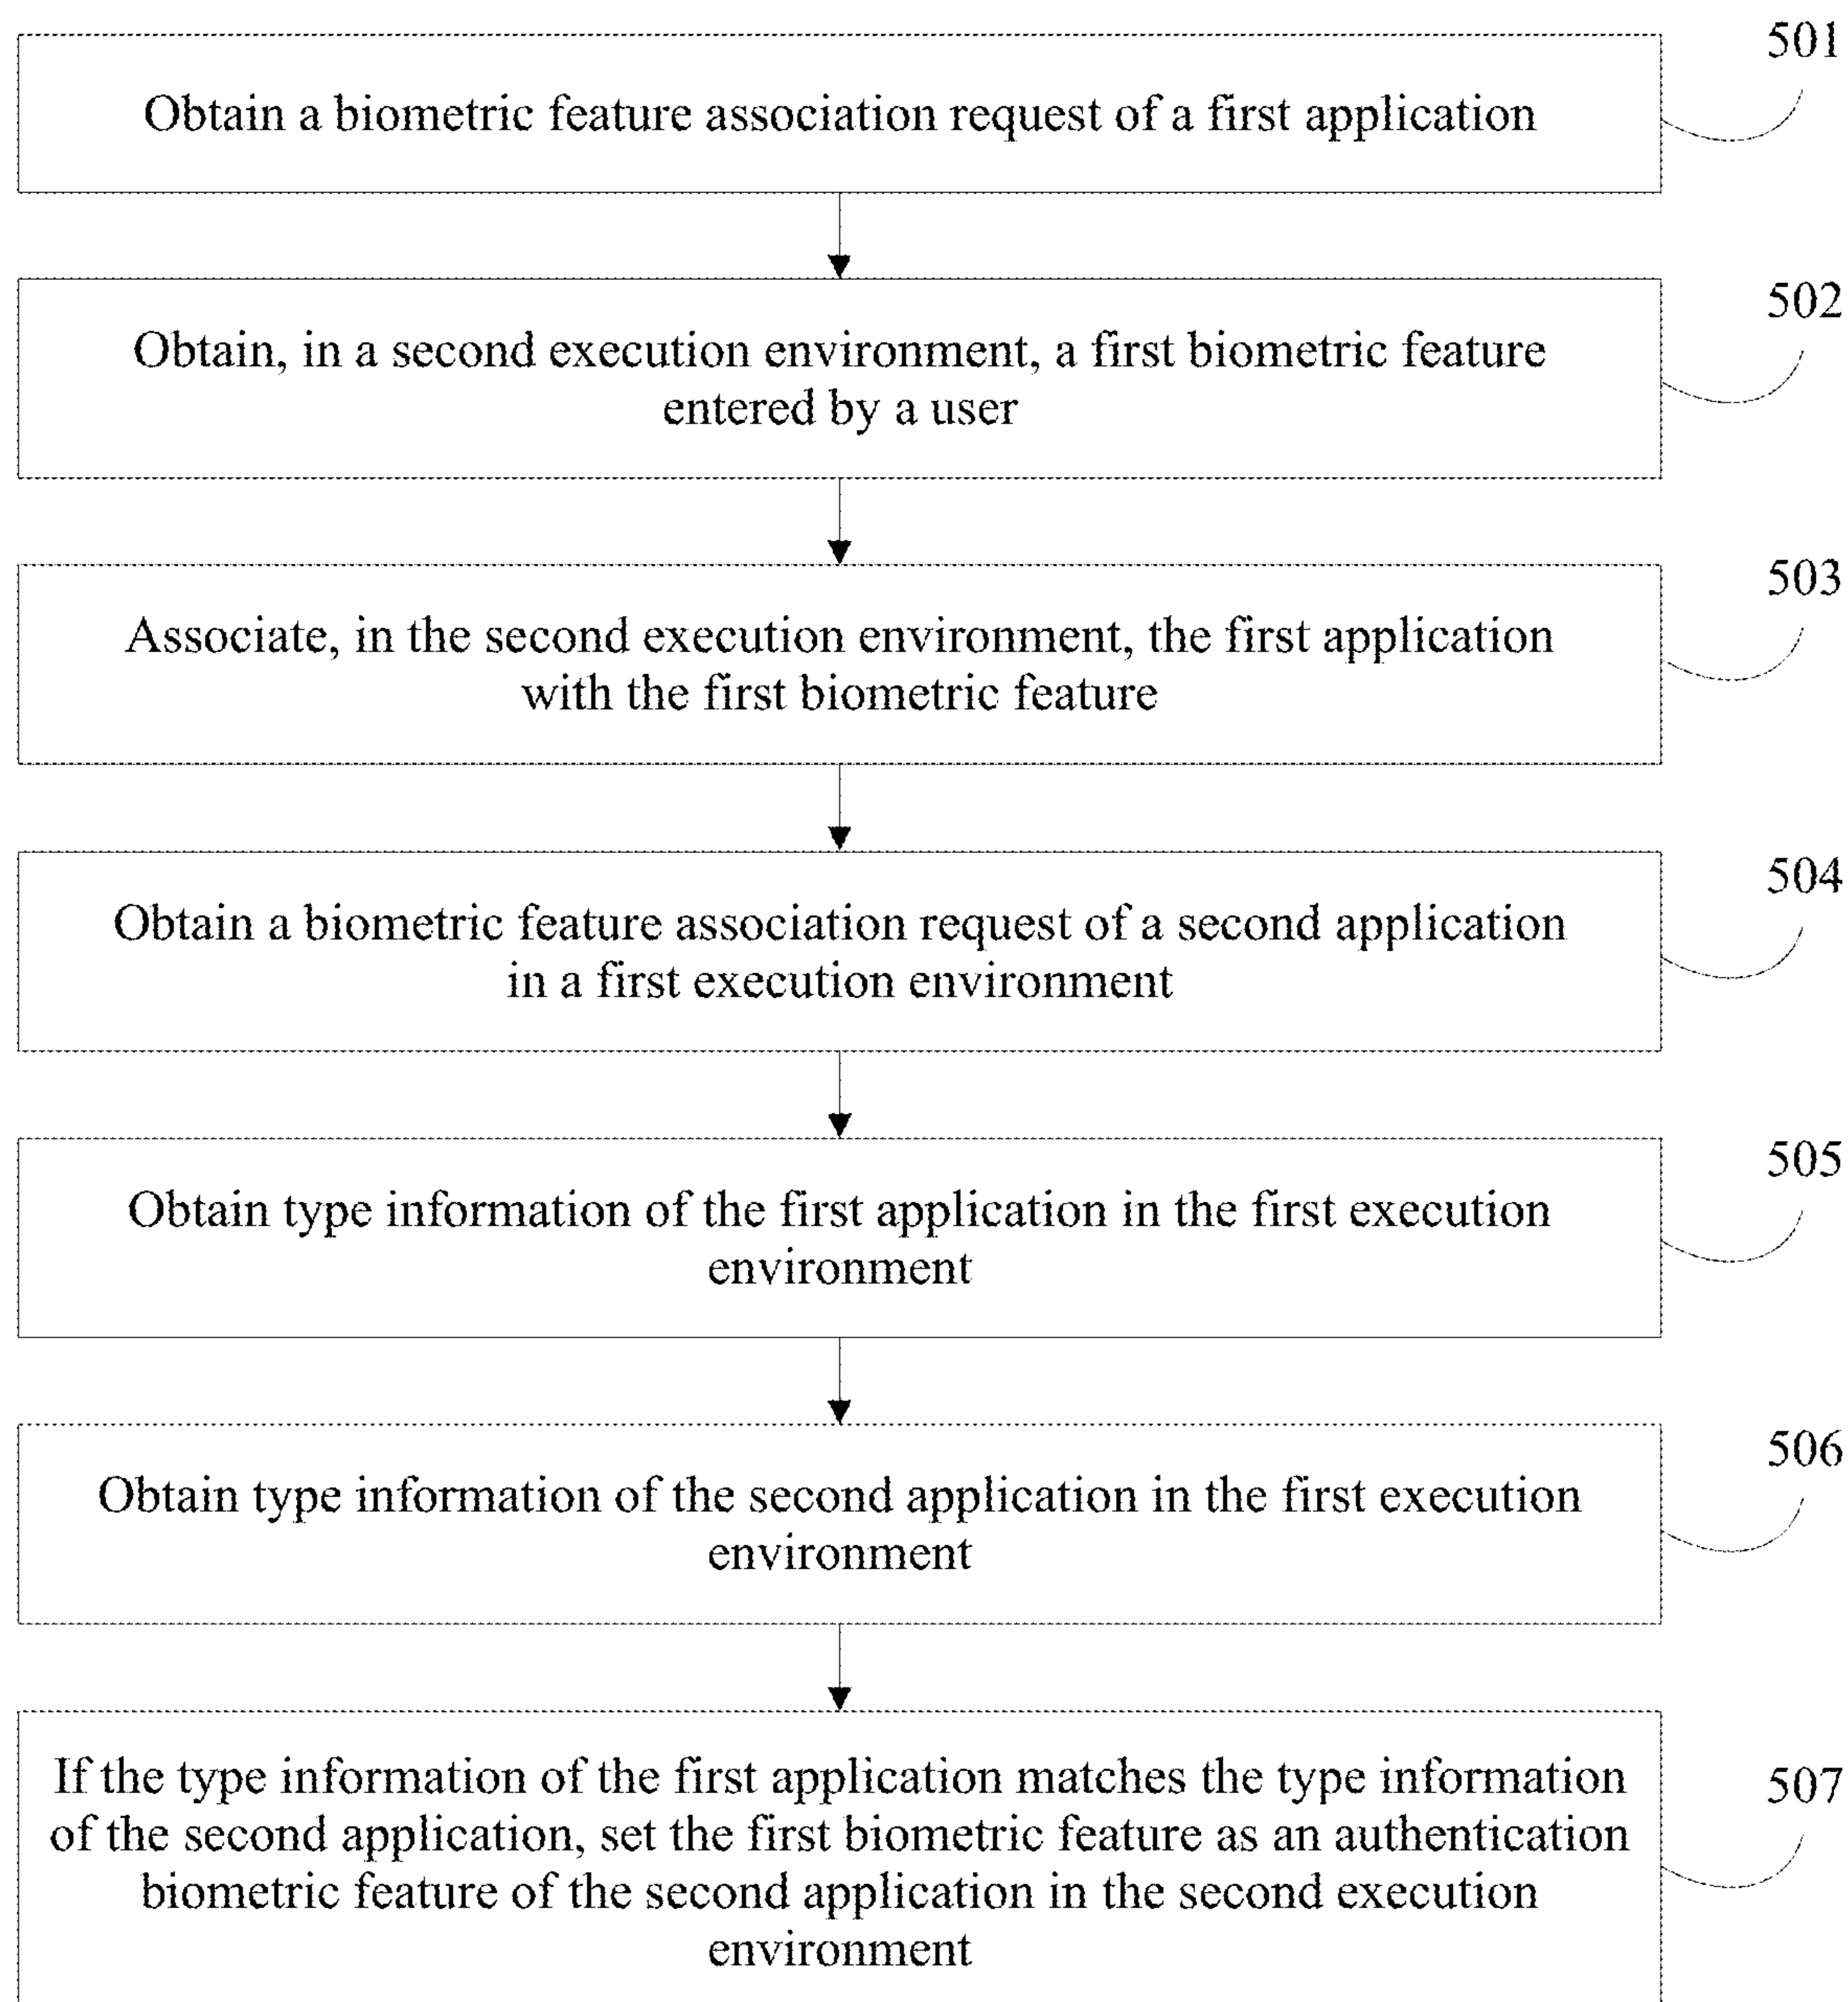 501
Obtain a biometric feature association request of a first application
502
Obtain, in a second execution environment, a first biometric feature
entered by a user
503
Associate, in the second execution environment, the first application
with the first biometric feature
504
Obtain a biometric feature association request of a second application
in a first execution environment
505
Obtain type information of the first application in the first execution
environment
506
Obtain type information of the second application in the first execution
environment
507
If the type information of the first application matches the type information
of the second application, set the first biometric feature as an authentication
biometric feature of the second application in the second execution
environment